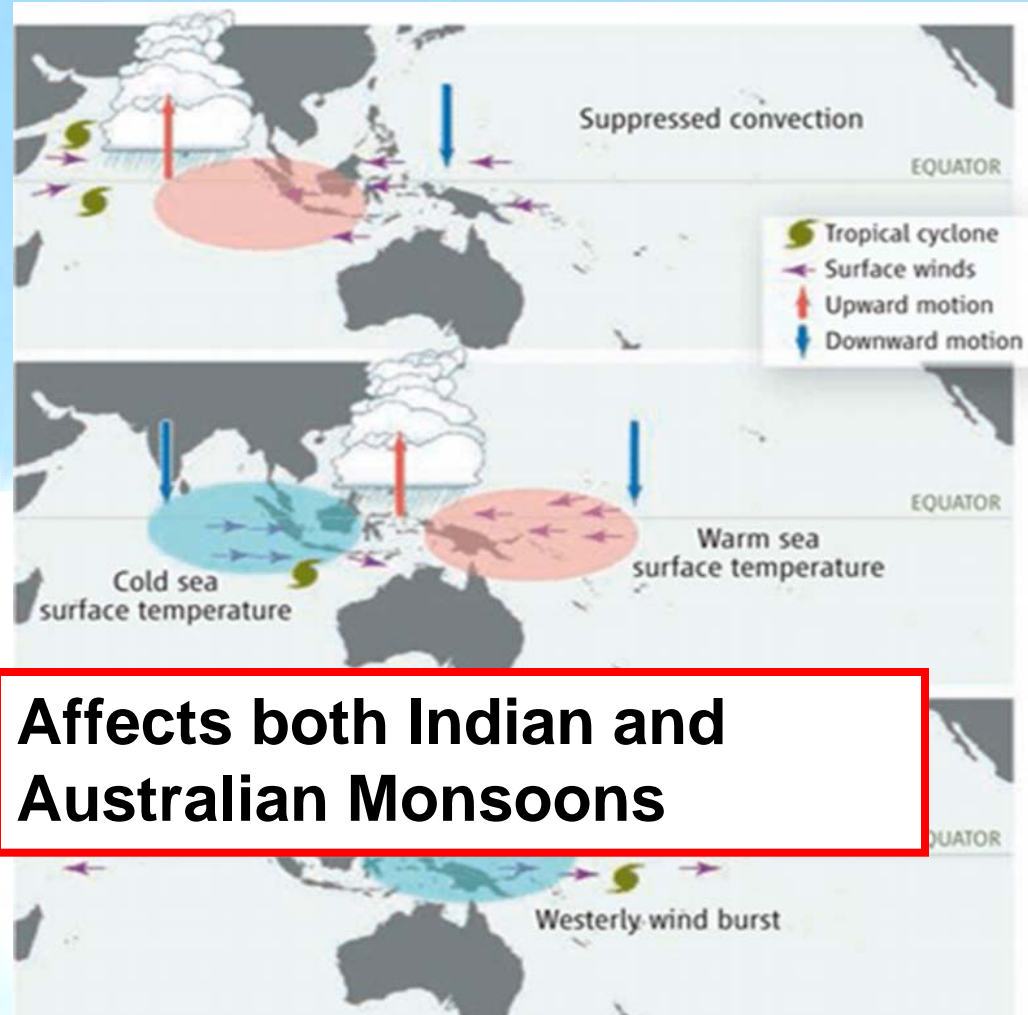 Suppressed convection
EQUATOR
Tropical cyclone
Surface winds
Upward motion
Downward motion
EQUATOR
Warm sea
surface temperature
Cold sea
surface temperature
Affects both Indian and
Australian Monsoons
QUATOR
Westerly wind burst